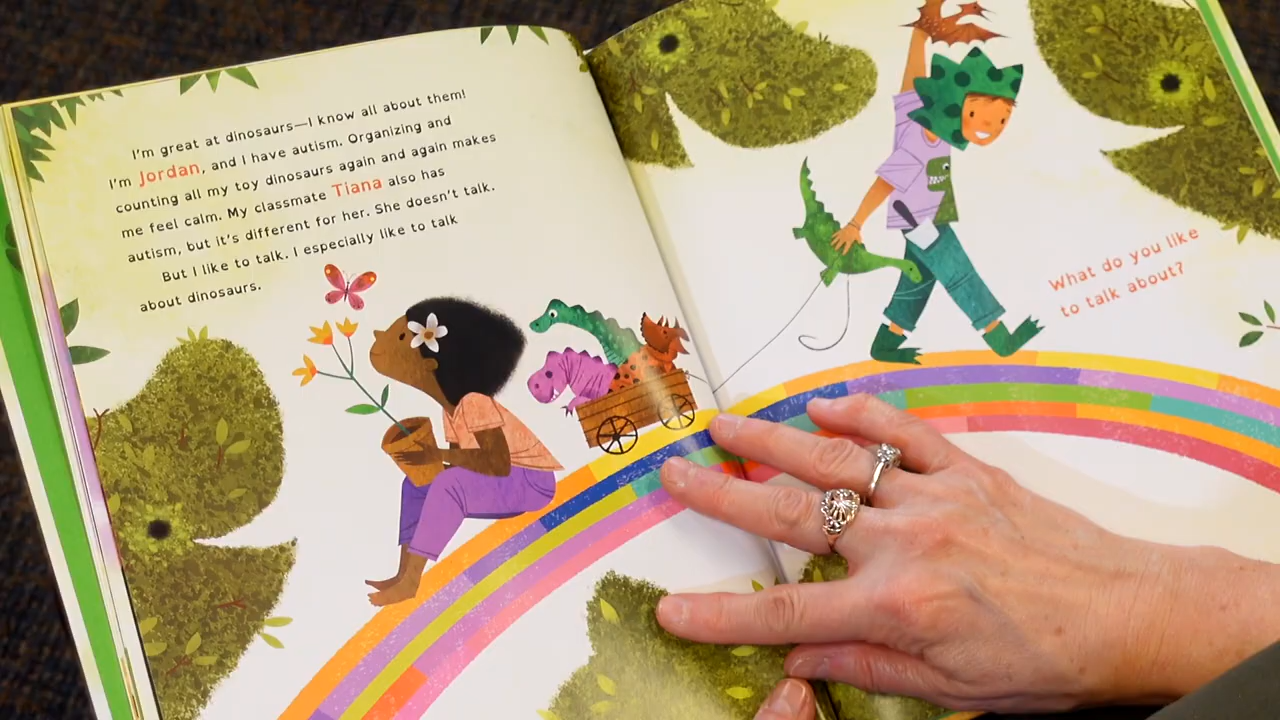 I'm great at dinosaurs—I know all about them!
I'm Jordan, and I have autism. Organizing and
counting all my toy dinosaurs again and again makes
me feel calm. My classmate Tiana also has
autism, but it's different for her. She doesn't talk.
But I like to talk. I especially like to talk
about dinosaurs.
What do you like
to talk about?